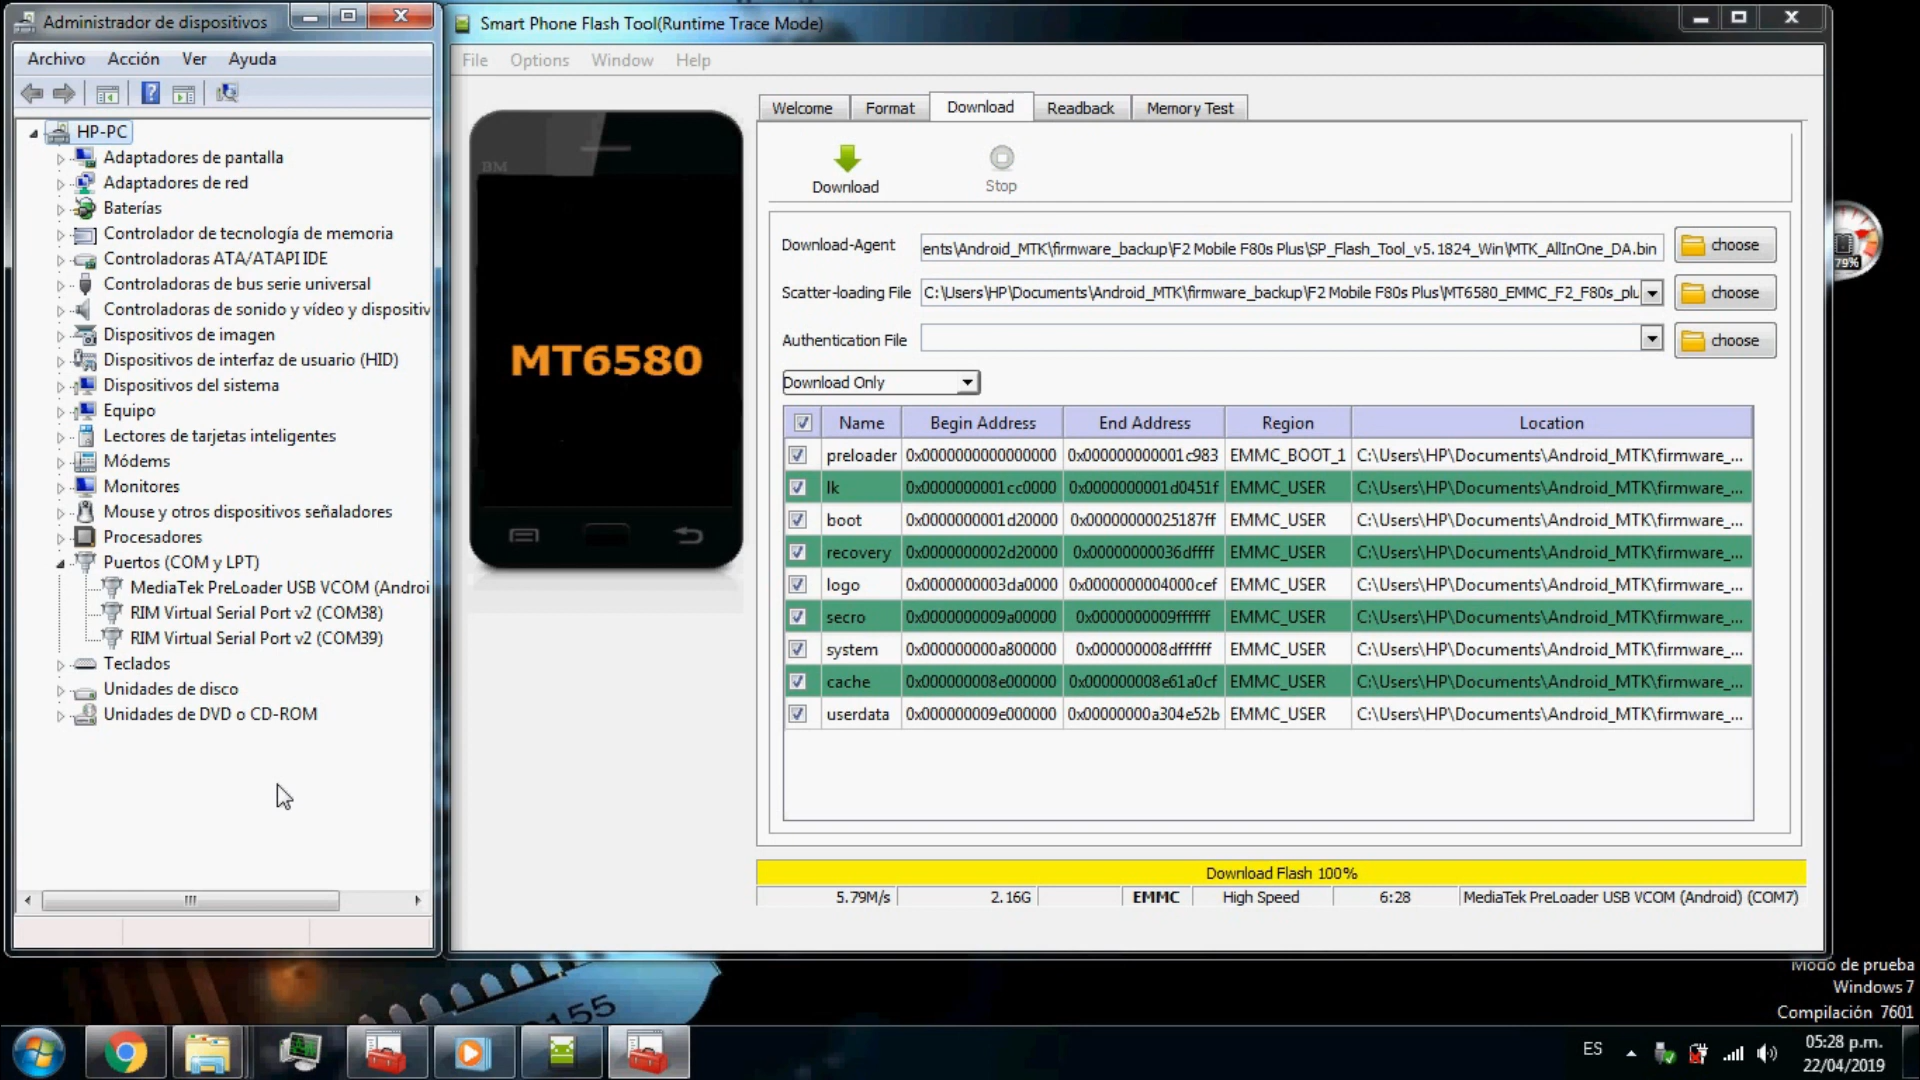 Administrador de dispositivos
Archivo Acción Ver Ayuda
HP-PC
Adaptadores de pantalla
Adaptadores de red
Baterías
Controlador de tecnología de memoria
Controladoras ATA/ATAPI IDE
Controladoras de bus serie universal
Controladoras de sonido y vídeo y dispositiv
Dispositivos de imagen
Dispositivos de interfaz de usuario (HID)
Dispositivos del sistema
Equipo
Lectores de tarjetas inteligentes
Módems
Monitores
Mouse y otros dispositivos señaladores
Procesadores
Puertos (COM y LPT)
MediaTek PreLoader USB VCOM (Androi
RIM Virtual Serial Port v2 (COM38)
RIM Virtual Serial Port v2 (COM39)
Teclados
Unidades de disco
Unidades de DVD o CD-ROM
Smart Phone Flash Tool(Runtime Trace Mode)
File Options Window Help
BM
MT6580
Welcome Format Download Readback Memory Test
Download Stop
Download-Agent ents\Android_MTK\firmware_backup\F2 Mobile F80s Plus\SP_Flash_Tool_v5.1824_Win\MTK_AllInOne_DA.bin choose
Scatter-loading File C:\Users\HP\Documents\Android_MTK\firmware_backup\F2 Mobile F80s Plus\MT6580_EMMC_F2_F80s_plu choose
Authentication File choose
Download Only
Name Begin Address End Address Region Location
preloader 0x0000000000000000 0x000000000001c983 EMMC_BOOT_1 C:\Users\HP\Documents\Android_MTK\firmware_...
lk 0x0000000001cc0000 0x0000000001d0451f EMMC_USER C:\Users\HP\Documents\Android_MTK\firmware_...
boot 0x0000000001d20000 0x00000000025187ff EMMC_USER C:\Users\HP\Documents\Android_MTK\firmware_...
recovery 0x0000000002d20000 0x00000000036dffff EMMC_USER C:\Users\HP\Documents\Android_MTK\firmware_...
logo 0x0000000003da0000 0x0000000004000cef EMMC_USER C:\Users\HP\Documents\Android_MTK\firmware_...
secro 0x0000000009a00000 0x0000000009ffffff EMMC_USER C:\Users\HP\Documents\Android_MTK\firmware_...
system 0x000000000a800000 0x000000008dffffff EMMC_USER C:\Users\HP\Documents\Android_MTK\firmware_...
cache 0x000000008e000000 0x000000008e61a0cf EMMC_USER C:\Users\HP\Documents\Android_MTK\firmware_...
userdata 0x000000009e000000 0x00000000a304e52b EMMC_USER C:\Users\HP\Documents\Android_MTK\firmware_...
Download Flash 100%
5.79M/s 2.16G EMMC High Speed 6:28 MediaTek PreLoader USB VCOM (Android) (COM7)
79%
155
Modo de prueba
Windows 7
Compilación 7601
ES
05:28 p.m.
22/04/2019